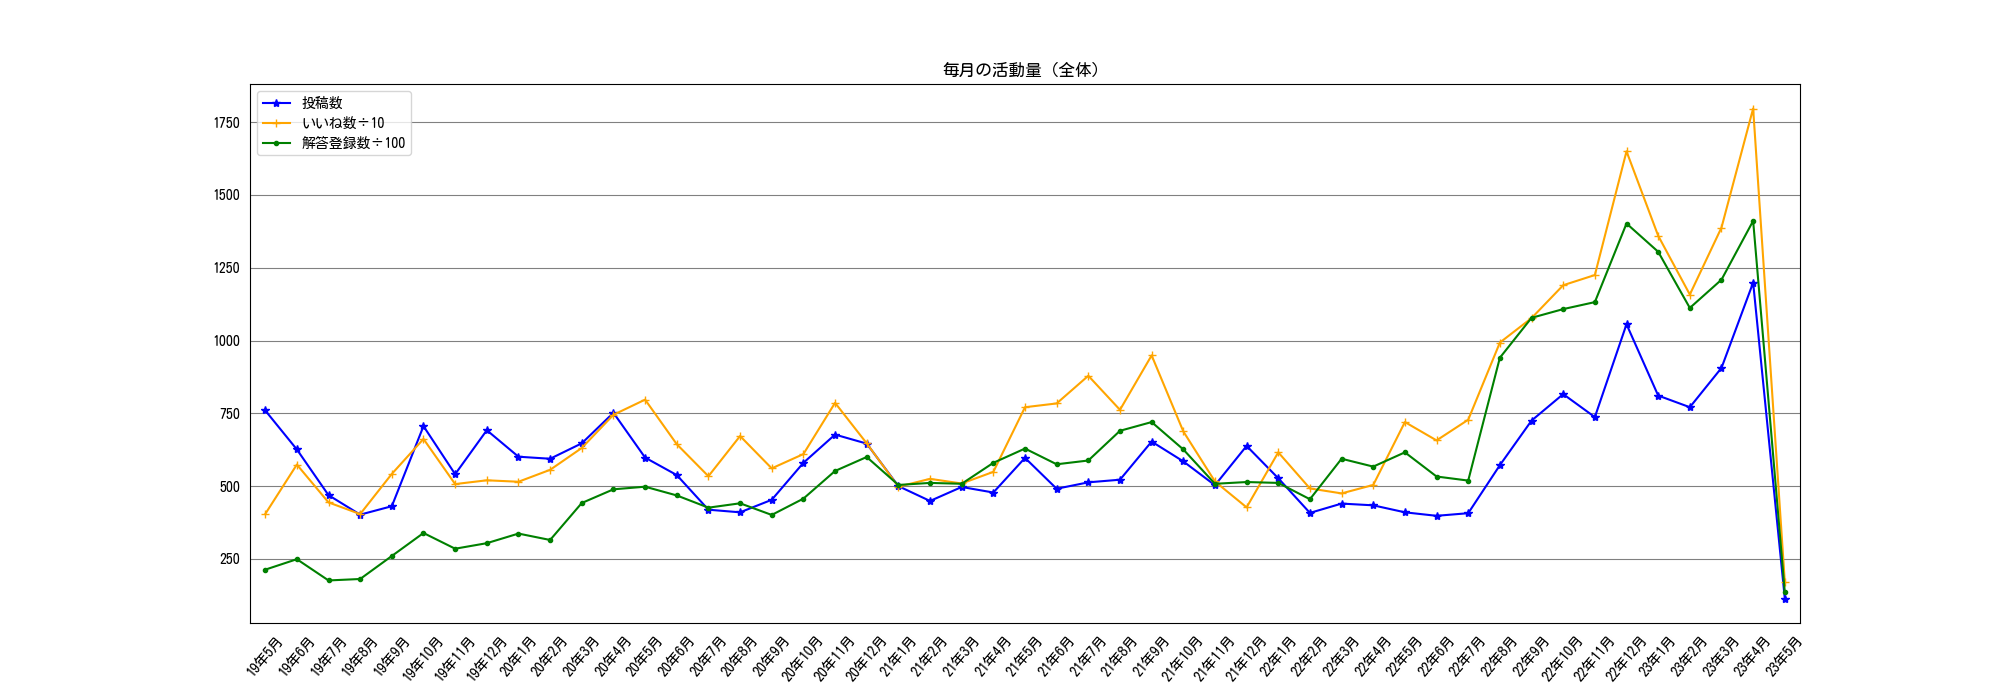 毎月の活動量（全体）
投稿数
いいね数÷10
解答登録数÷100
1750
1500
1250
1000
750
500
250
19年5月
19年6月
19年7月
19年8月
19年9月
19年10月
19年11月
19年12月
20年1月
20年2月
20年3月
20年4月
20年5月
20年6月
20年7月
20年8月
20年9月
20年10月
20年11月
20年12月
21年1月
21年2月
21年3月
21年4月
21年5月
21年6月
21年7月
21年8月
21年9月
21年10月
21年11月
21年12月
22年1月
22年2月
22年3月
22年4月
22年5月
22年6月
22年7月
22年8月
22年9月
22年10月
22年11月
22年12月
23年1月
23年2月
23年3月
23年4月
23年5月